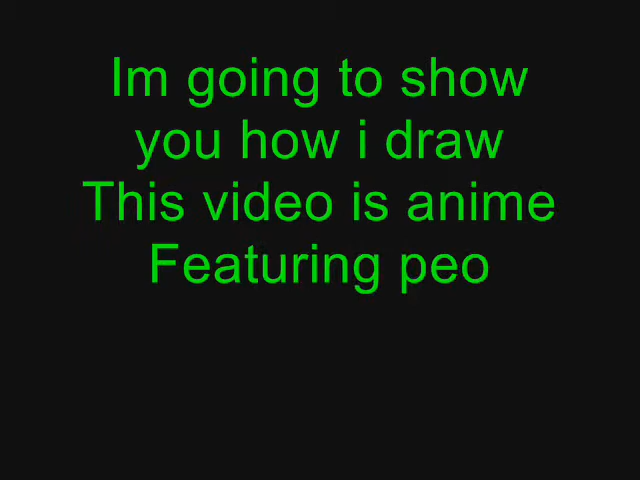 Im going to show
you how i draw
This video is anime
Featuring peo